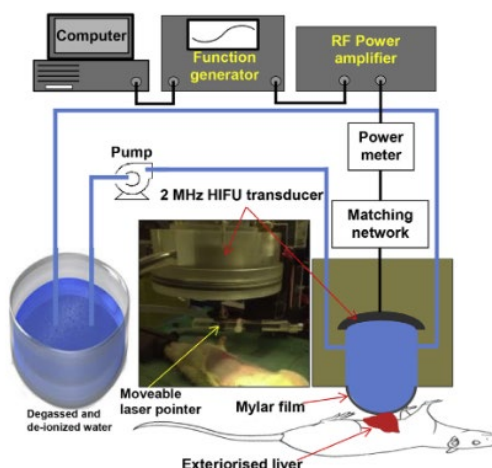 Computer
Function
generator
RF Power
amplifier
Power
meter
Pump
2 MHz HIFU transducer
Matching
network
Moveable
laser pointer
Degassed and
de-ionized water
Mylar film
Exteriorised liver